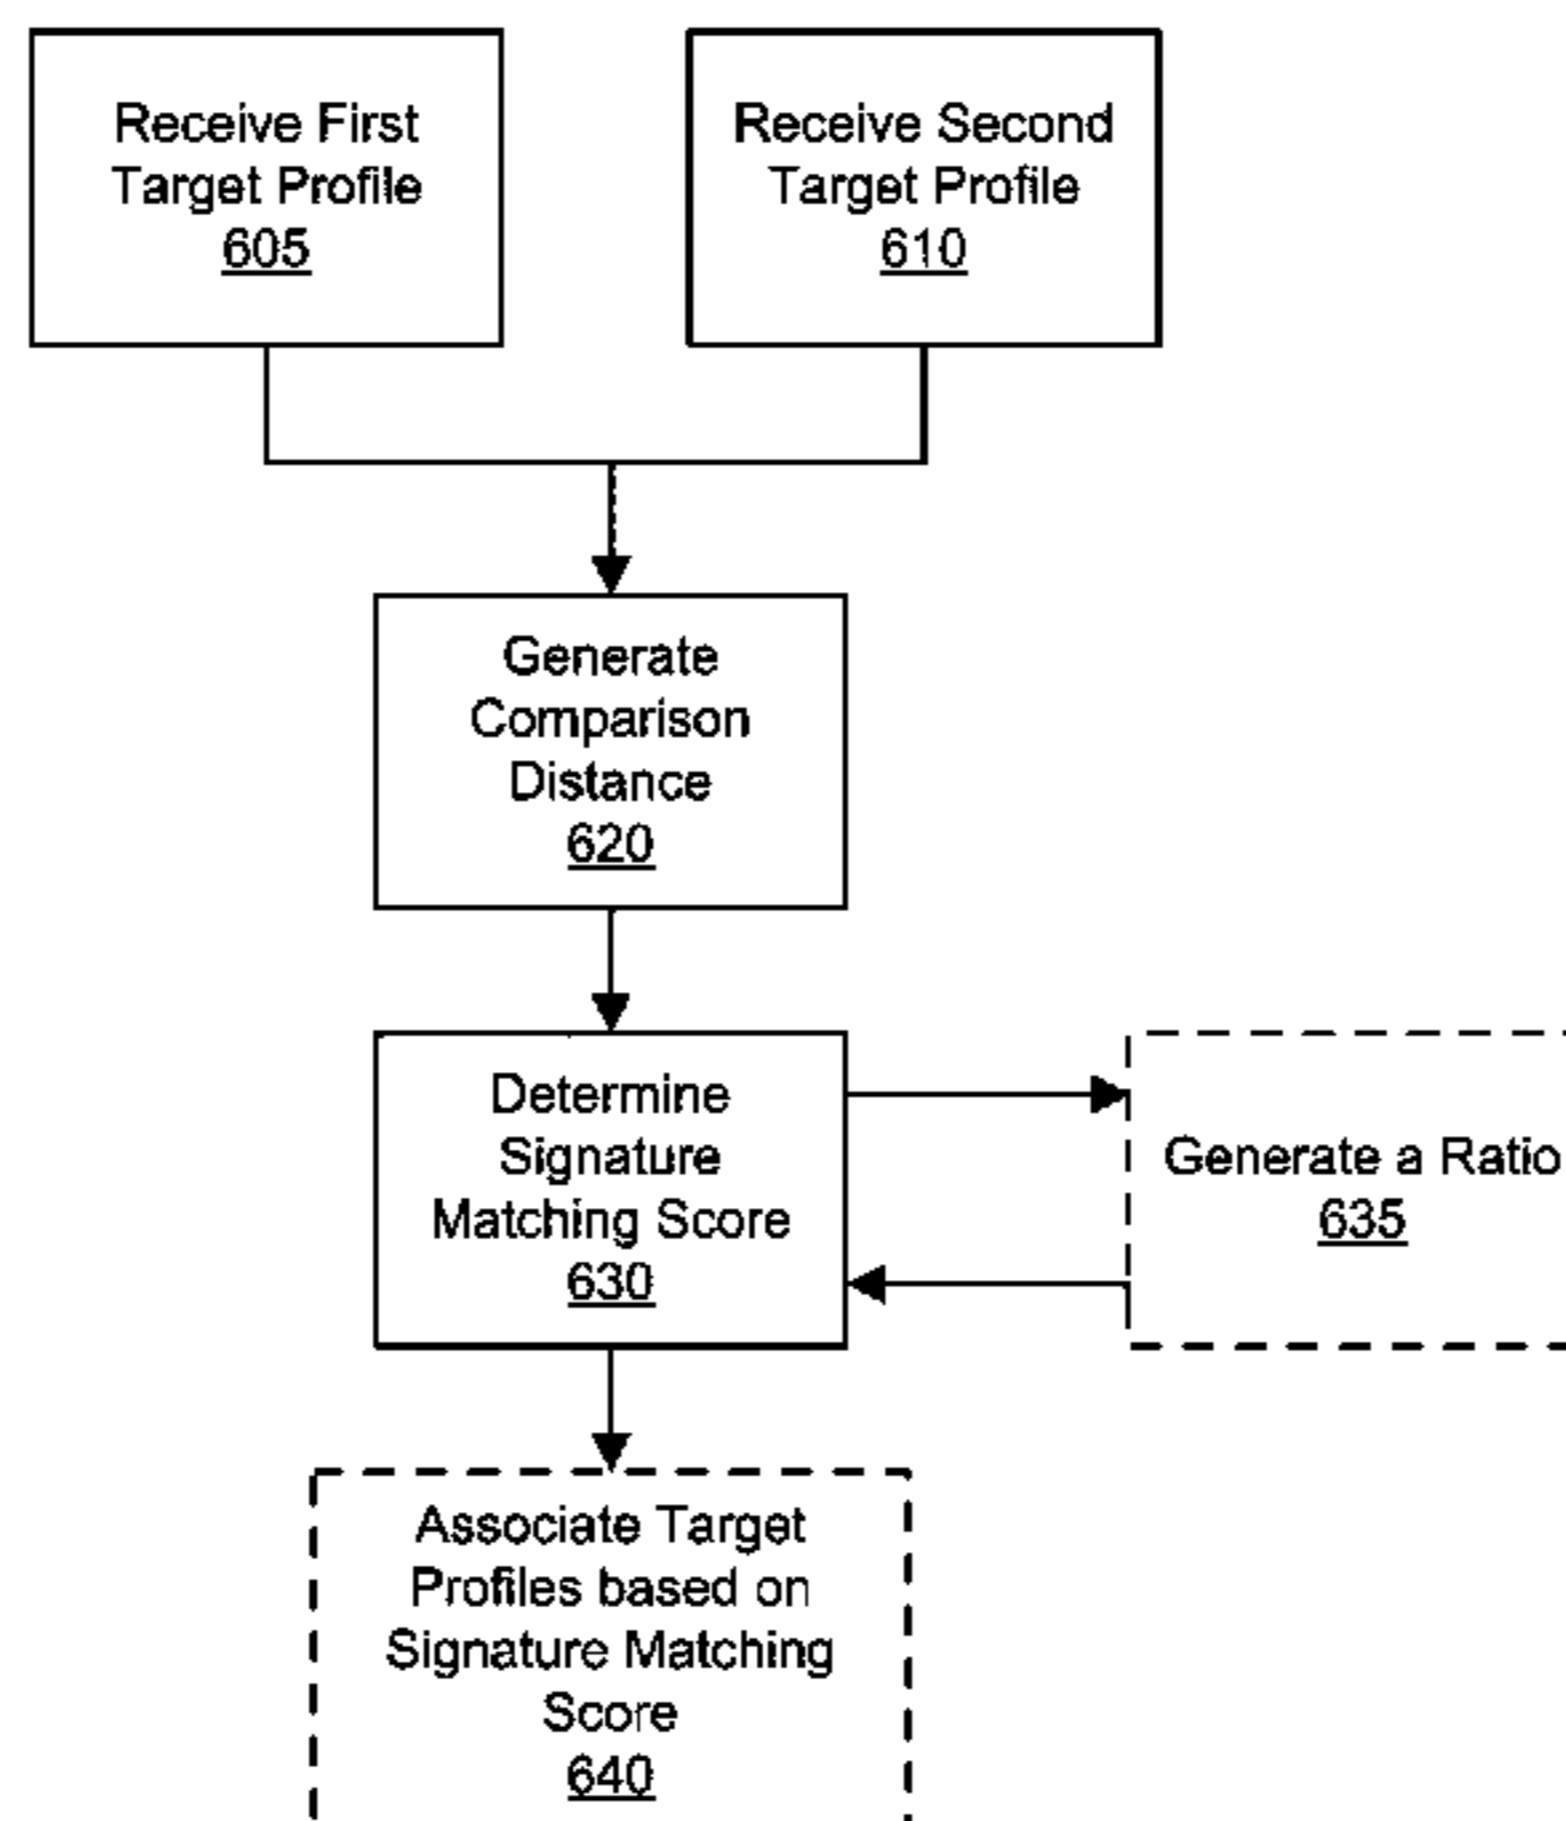 Receive First
Target Profile
605
Receive Second
Target Profile
610
Generate
Comparison
Distance
620
Determine
Signature
Matching Score
630
Generate a Ratio
635
Associate Target
Profiles based on
Signature Matching
Score
640